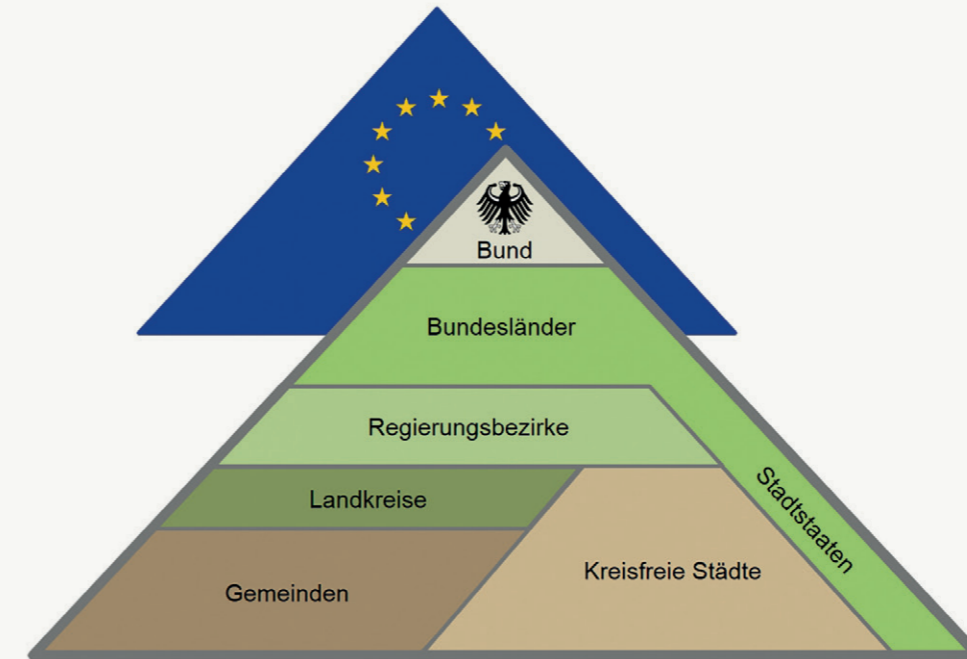 Bund
Bundesländer
Regierungsbezirke
Landkreise
Stadtstaaten
Kreisfreie Städte
Gemeinden